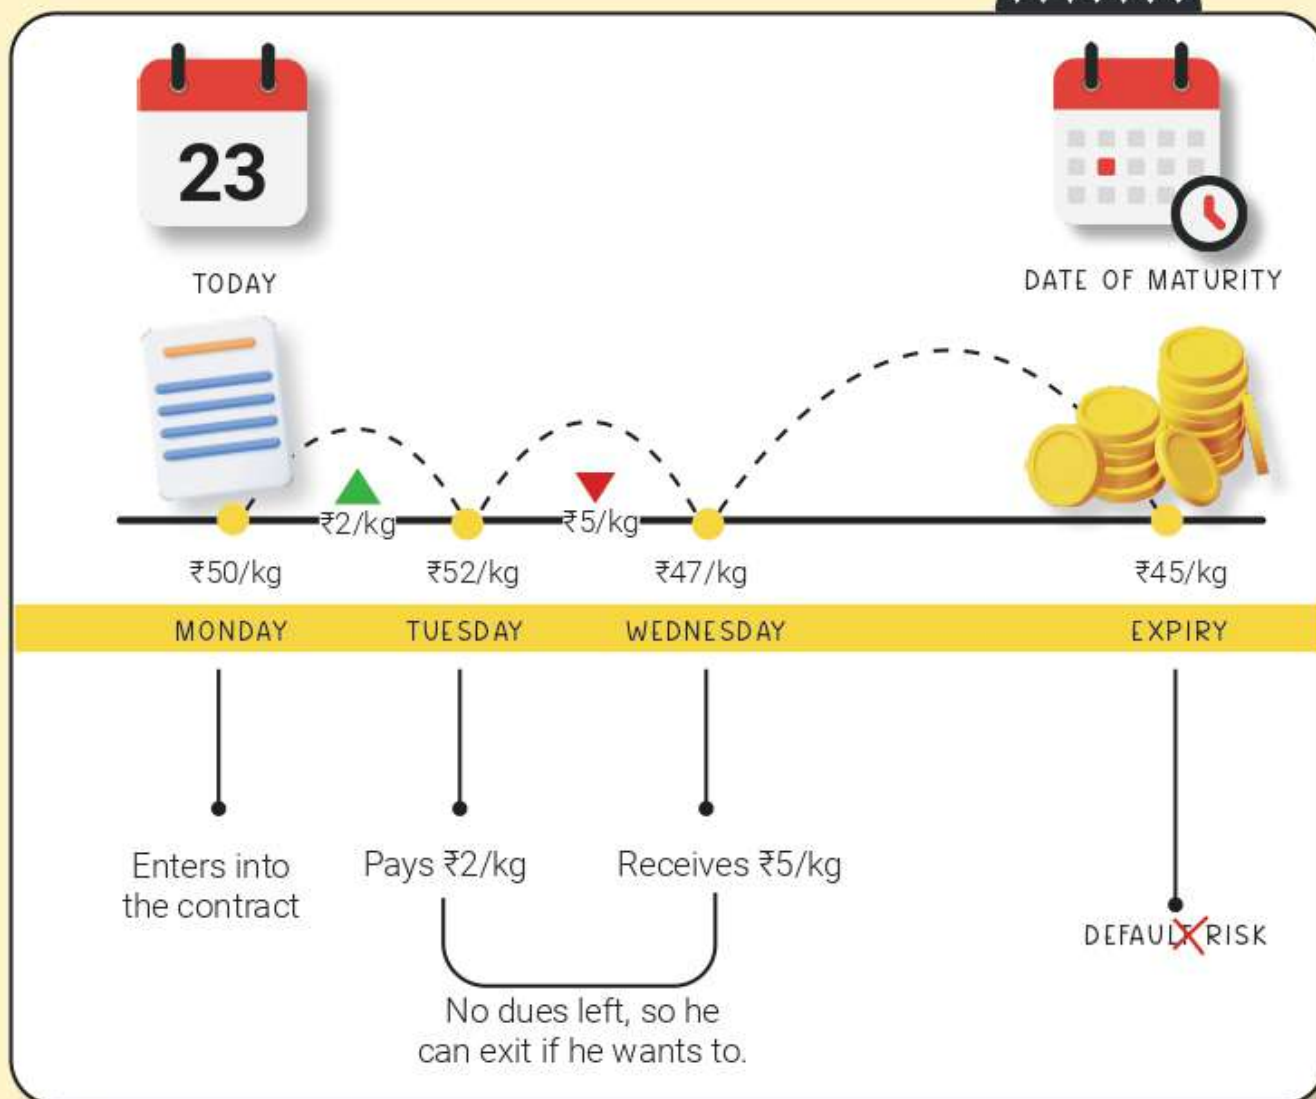 23
TODAY
DATE OF MATURITY
₹2/kg
₹5/kg
₹50/kg
₹52/kg
₹47/kg
₹45/kg
MONDAY
TUESDAY
WEDNESDAY
EXPIRY
Enters into
the contract
Pays ₹2/kg
Receives ₹5/kg
DEFAULT RISK
No dues left, so he
can exit if he wants to.